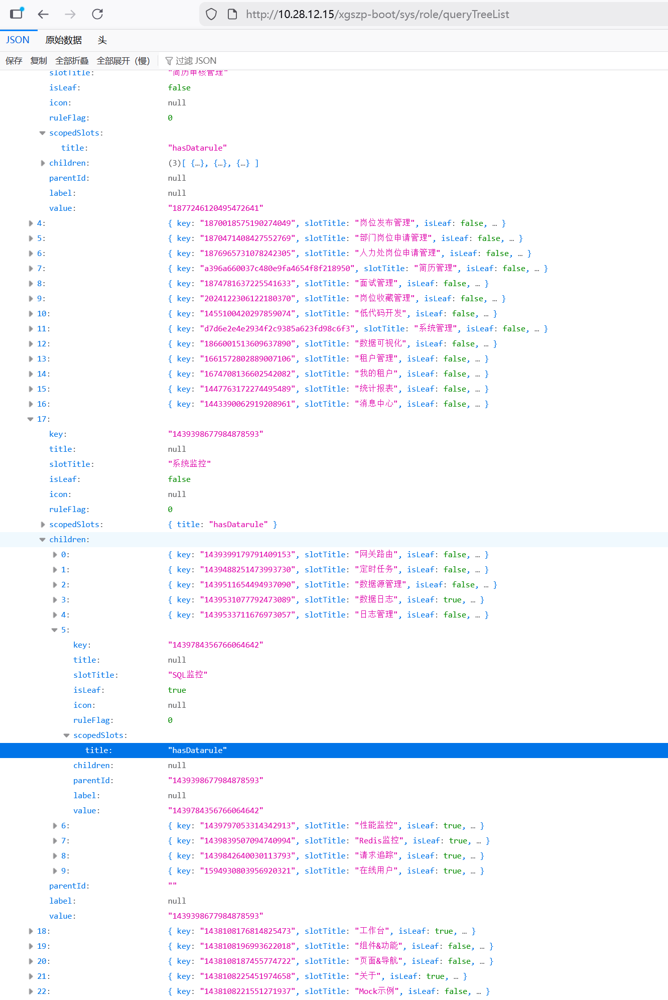 http://10.28.12.15/xgszp-boot/sys/role/queryTreeList
JSON 原始数据 头
保存 复制 全部折叠 全部展开（慢） 过滤 JSON
slotTitle: "简历审核管理"
isLeaf: false
icon: null
ruleFlag: 0
scopedSlots:
title: "hasDatarule"
children: (3)[ {…}, {…}, {…} ]
parentId: null
label: null
value: "1877246120495472641"
4: { key: "1870018575190274049", slotTitle: "岗位发布管理", isLeaf: false, … }
5: { key: "1870471408427552769", slotTitle: "部门岗位申请管理", isLeaf: false, … }
6: { key: "1876965731078242305", slotTitle: "人力处岗位申请管理", isLeaf: false, … }
7: { key: "a396a660037c480e9fa4654f8f218950", slotTitle: "简历管理", isLeaf: false, … }
8: { key: "1874781637225541633", slotTitle: "面试管理", isLeaf: false, … }
9: { key: "2024122306122180370", slotTitle: "岗位收藏管理", isLeaf: false, … }
10: { key: "1455100420297859074", slotTitle: "低代码开发", isLeaf: false, … }
11: { key: "d7d6e2e4e2934f2c9385a623fd98c6f3", slotTitle: "系统管理", isLeaf: false, … }
12: { key: "1866001513609637890", slotTitle: "数据可视化", isLeaf: false, … }
13: { key: "1661572802889007106", slotTitle: "租户管理", isLeaf: false, … }
14: { key: "1674708136602542082", slotTitle: "我的租户", isLeaf: false, … }
15: { key: "1447763172274495489", slotTitle: "统计报表", isLeaf: false, … }
16: { key: "1443390062919208961", slotTitle: "消息中心", isLeaf: false, … }
17:
key: "1439398677984878593"
title: null
slotTitle: "系统监控"
isLeaf: false
icon: null
ruleFlag: 0
scopedSlots: { title: "hasDatarule" }
children:
0: { key: "1439399179791409153", slotTitle: "网关路由", isLeaf: false, … }
1: { key: "1439488251473993730", slotTitle: "定时任务", isLeaf: false, … }
2: { key: "1439511654494937090", slotTitle: "数据源管理", isLeaf: false, … }
3: { key: "1439531077792473089", slotTitle: "数据日志", isLeaf: true, … }
4: { key: "1439533711676973057", slotTitle: "日志管理", isLeaf: false, … }
5:
key: "1439784356766064642"
title: null
slotTitle: "SQL监控"
isLeaf: true
icon: null
ruleFlag: 0
scopedSlots:
title: "hasDatarule"
children: null
parentId: "1439398677984878593"
label: null
value: "1439784356766064642"
6: { key: "1439797053314342913", slotTitle: "性能监控", isLeaf: true, … }
7: { key: "1439839507094740994", slotTitle: "Redis监控", isLeaf: true, … }
8: { key: "1439842640030113793", slotTitle: "请求追踪", isLeaf: true, … }
9: { key: "1594930803956920321", slotTitle: "在线用户", isLeaf: true, … }
parentId: ""
label: null
value: "1439398677984878593"
18: { key: "1438108176814825473", slotTitle: "工作台", isLeaf: true, … }
19: { key: "1438108196993622018", slotTitle: "组件&功能", isLeaf: false, … }
20: { key: "1438108187455774722", slotTitle: "页面&导航", isLeaf: false, … }
21: { key: "1438108225451974658", slotTitle: "关于", isLeaf: true, … }
22: { key: "1438108221551271937", slotTitle: "Mock示例", isLeaf: false, … }